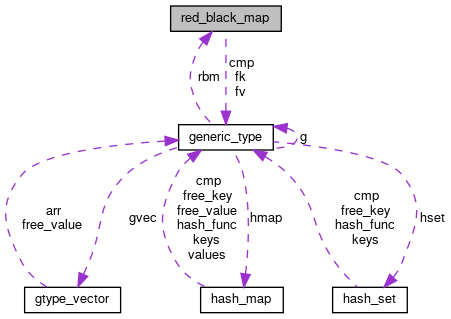 red_black_map
rbm
cmp
fk
fv
generic_type
g
arr
free_value
gvec
cmp
free_key
free_value
hash_func
keys
values
hmap
cmp
free_key
hash_func
keys
hset
gtype_vector
hash_map
hash_set